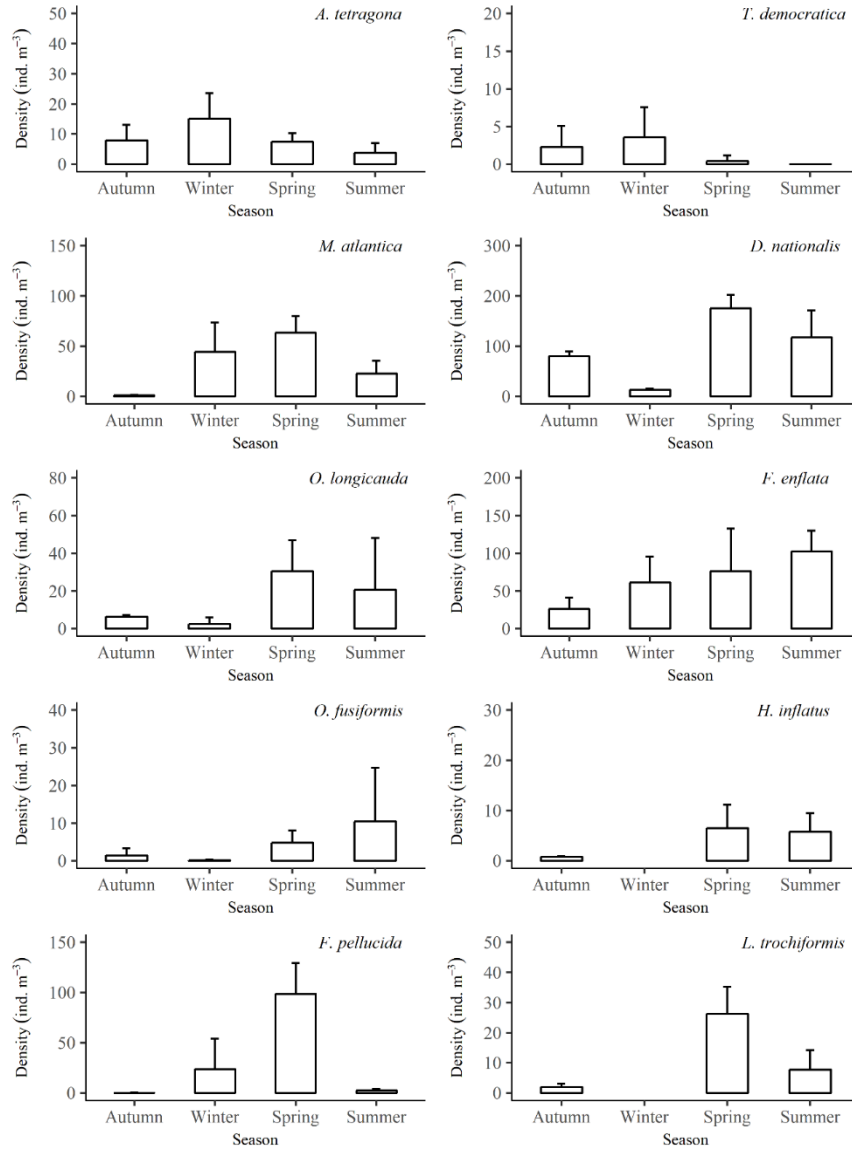 A. tetragona
Density (ind. m⁻³)
50
40
30
20
10
0
Autumn Winter Spring Summer
Season
T. democratica
Density (ind. m⁻³)
20
15
10
5
0
Autumn Winter Spring Summer
Season
M. atlantica
Density (ind. m⁻³)
150
100
50
0
Autumn Winter Spring Summer
Season
D. nationalis
Density (ind. m⁻³)
300
200
100
0
Autumn Winter Spring Summer
Season
O. longicauda
Density (ind. m⁻³)
80
60
40
20
0
Autumn Winter Spring Summer
Season
F. enflata
Density (ind. m⁻³)
200
150
100
50
0
Autumn Winter Spring Summer
Season
O. fusiformis
Density (ind. m⁻³)
40
30
20
10
0
Autumn Winter Spring Summer
Season
H. inflatus
Density (ind. m⁻³)
30
20
10
0
Autumn Winter Spring Summer
Season
F. pellucida
Density (ind. m⁻³)
150
100
50
0
Autumn Winter Spring Summer
Season
L. trochiformis
Density (ind. m⁻³)
50
40
30
20
10
0
Autumn Winter Spring Summer
Season